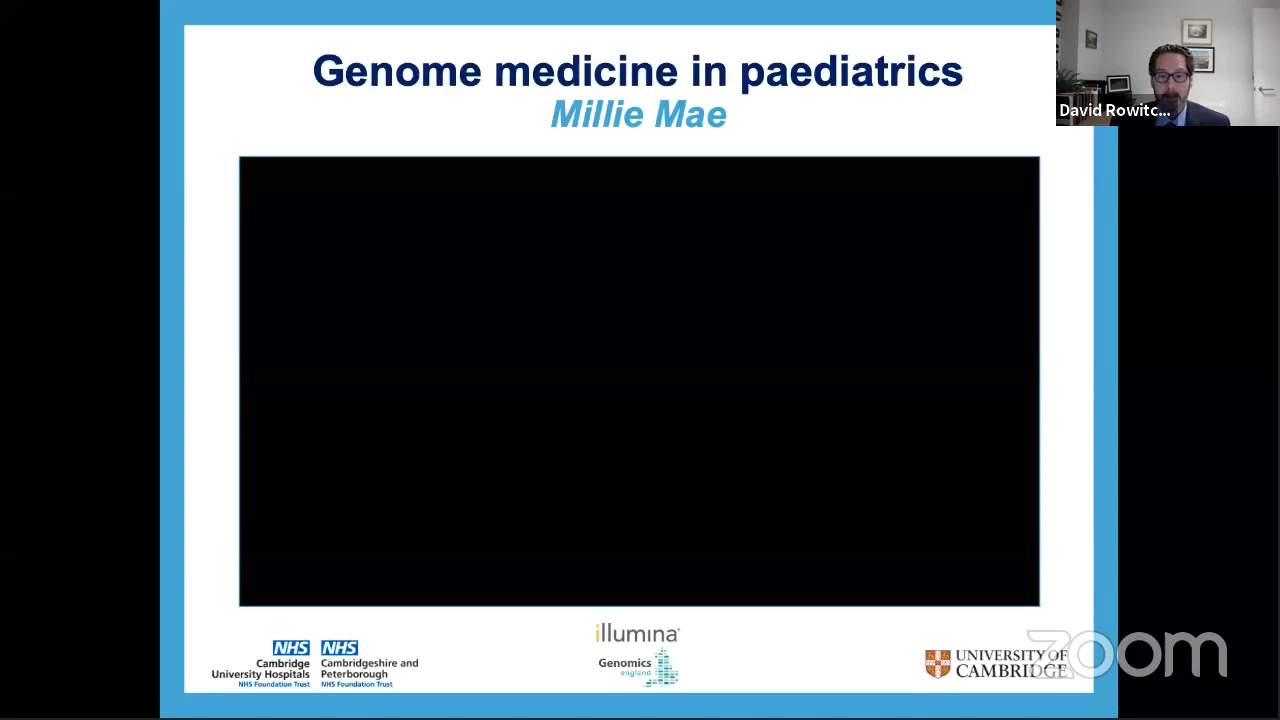 Genome medicine in paediatrics
Millie Mae
David Rowitc...
illumina
NHS
Cambridge
University Hospitals
NHS Foundation Trust
NHS
Cambridgeshire and
Peterborough
NHS Foundation Trust
Genomics
england
UNIVERSITY OF
CAMBRIDGE
zoom